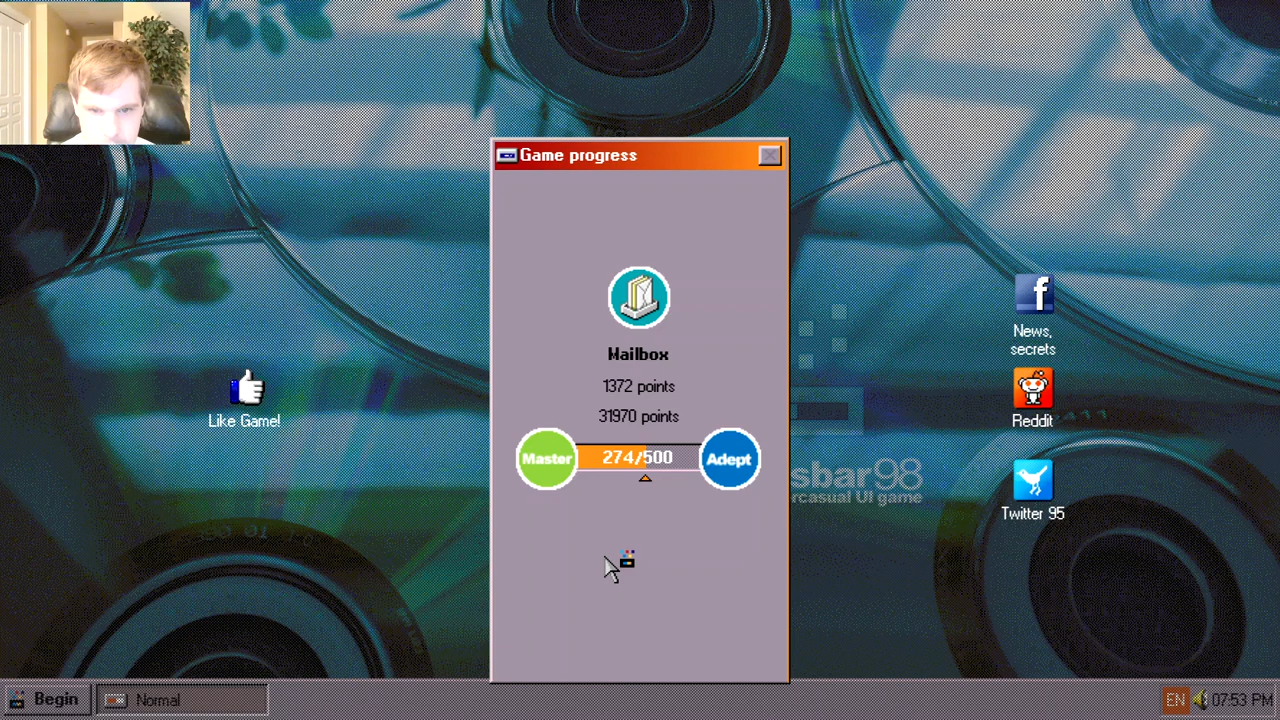 Game progress
Mailbox
1372 points
31970 points
Master
274/500
Adept
Like Game!
News,
secrets
Reddit
Twitter 95
sbar98
rcasual UI game
Begin
Normal
EN
07:53 PM